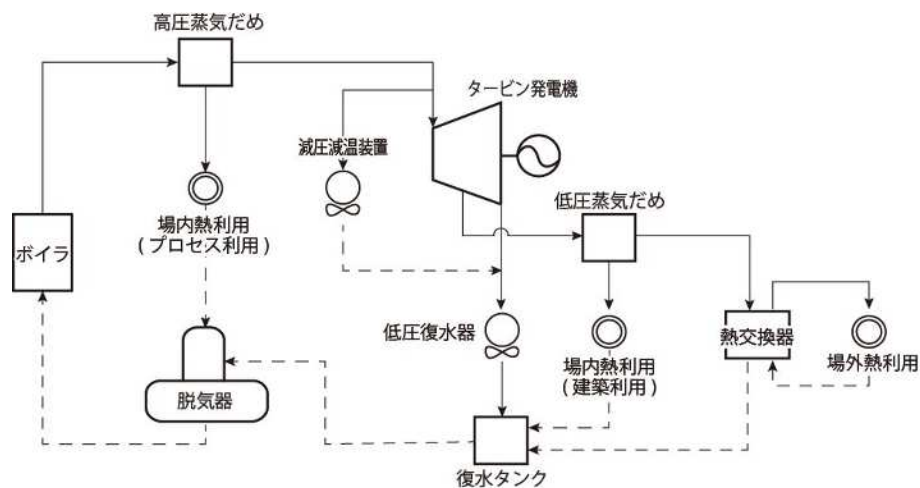 高圧蒸気だめ
タービン発電機
減圧減温装置
低圧蒸気だめ
場内熱利用
(プロセス利用)
ボイラ
低圧復水器
熱交換器
場外熱利用
場内熱利用
(建築利用)
脱気器
復水タンク